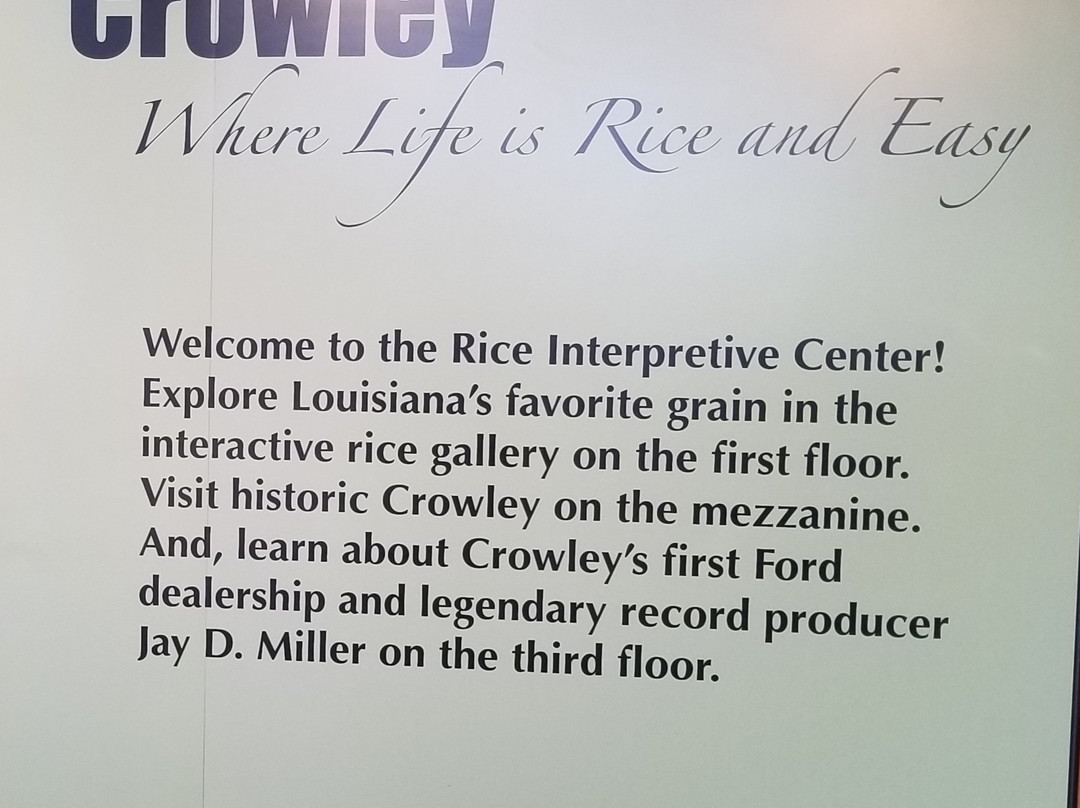 Crowley
Where Life is Rice and Easy
Welcome to the Rice Interpretive Center!
Explore Louisiana's favorite grain in the
interactive rice gallery on the first floor.
Visit historic Crowley on the mezzanine.
And, learn about Crowley's first Ford
dealership and legendary record producer
Jay D. Miller on the third floor.